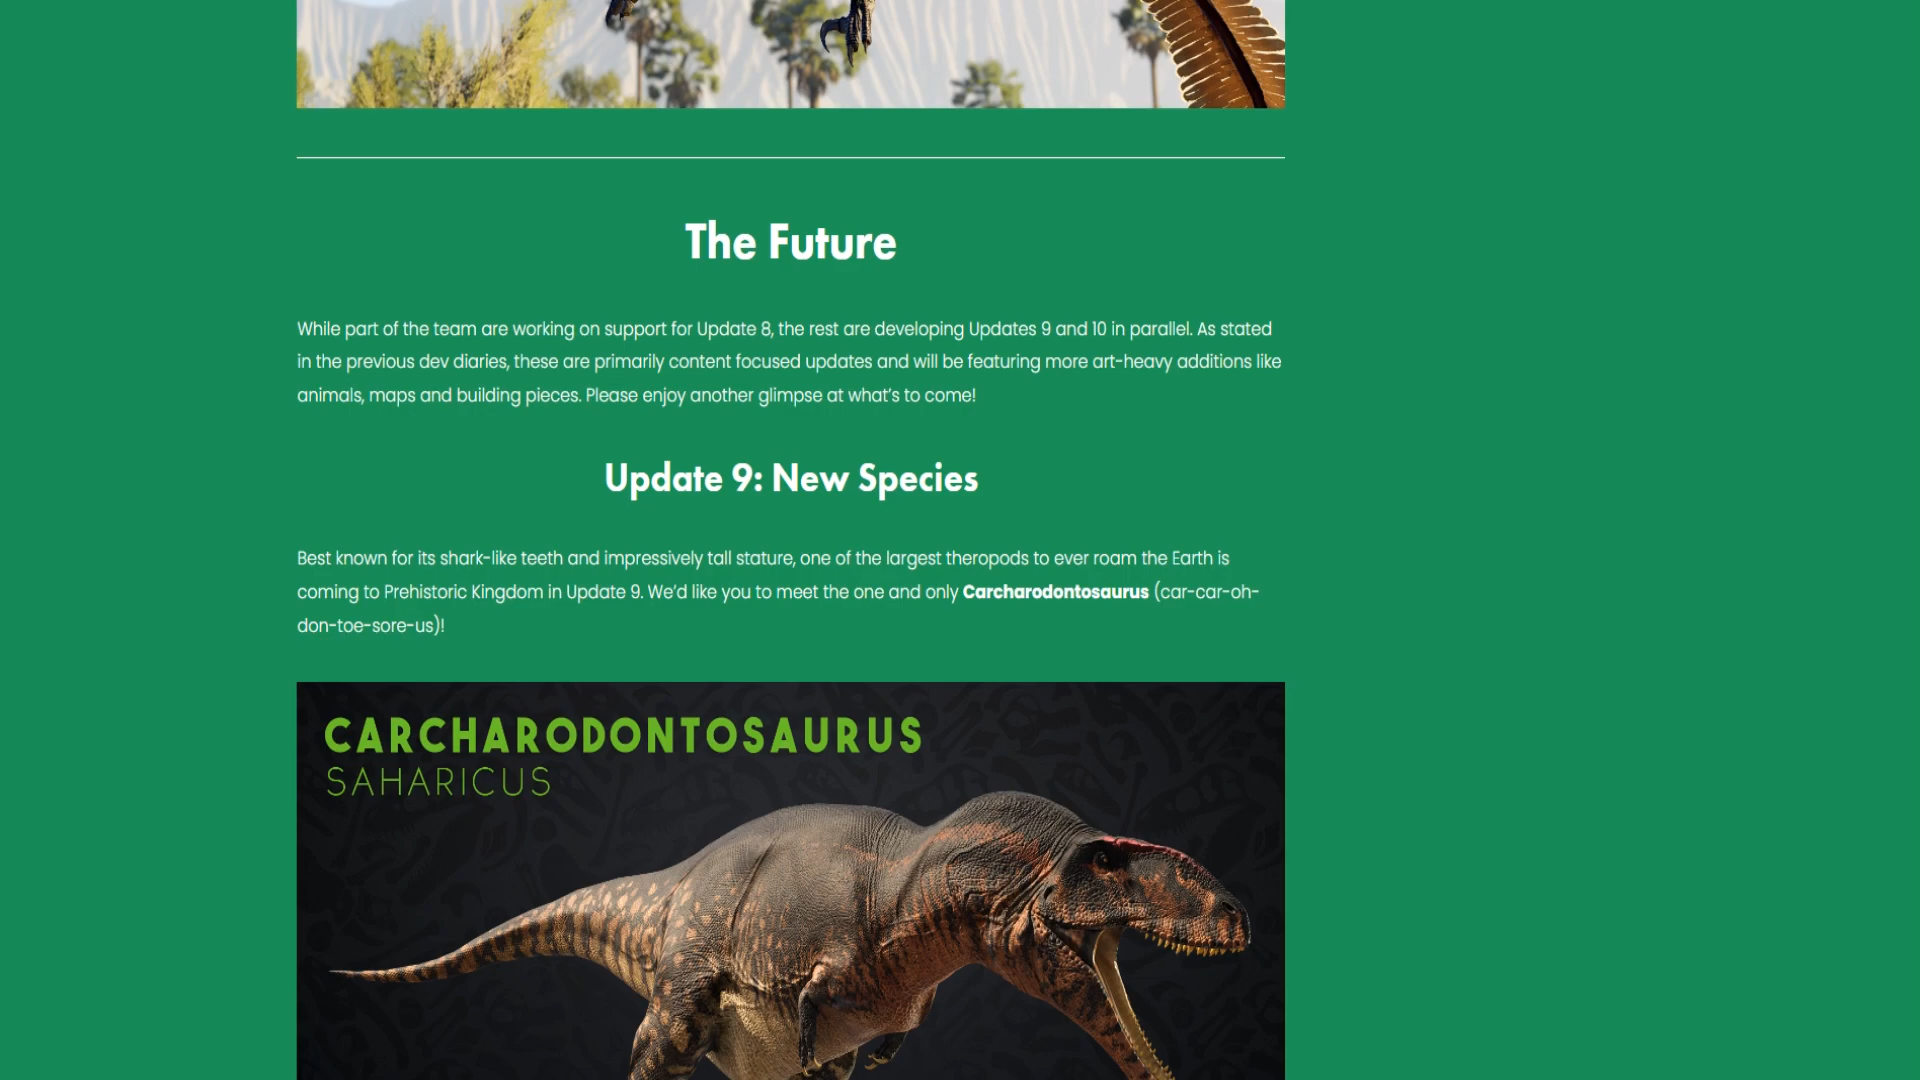 The Future
While part of the team are working on support for Update 8, the rest are developing Updates 9 and 10 in parallel. As stated
in the previous dev diaries, these are primarily content focused updates and will be featuring more art-heavy additions like
animals, maps and building pieces. Please enjoy another glimpse at what’s to come!
Update 9: New Species
Best known for its shark-like teeth and impressively tall stature, one of the largest theropods to ever roam the Earth is
coming to Prehistoric Kingdom in Update 9. We’d like you to meet the one and only Carcharodontosaurus (car-car-oh-
don-toe-sore-us)!
CARCHARODONTOSAURUS
SAHARICUS